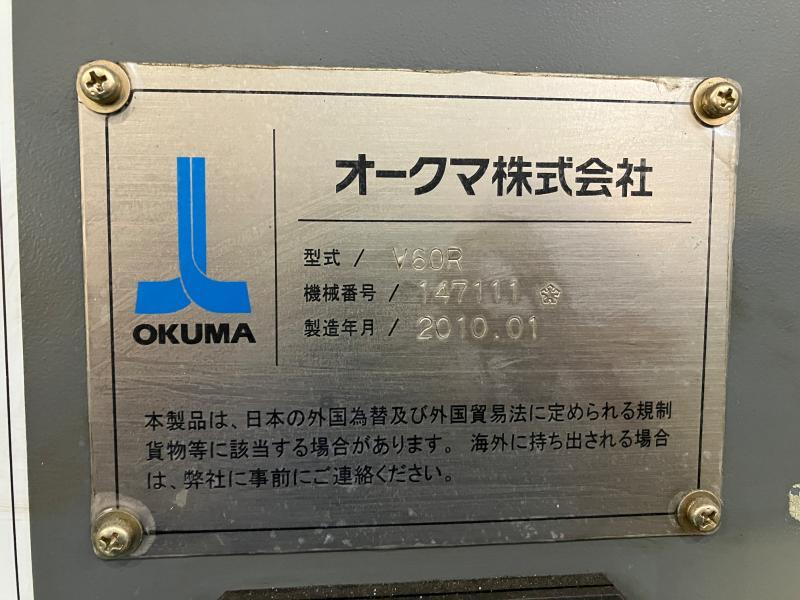 オークマ株式会社
OKUMA
型式 / V60R
機械番号 / 147111 ※
製造年月 / 2010.01
本製品は、日本の外国為替及び外国貿易法に定められる規制
貨物等に該当する場合があります。 海外に持ち出される場合
は、弊社に事前にご連絡ください。